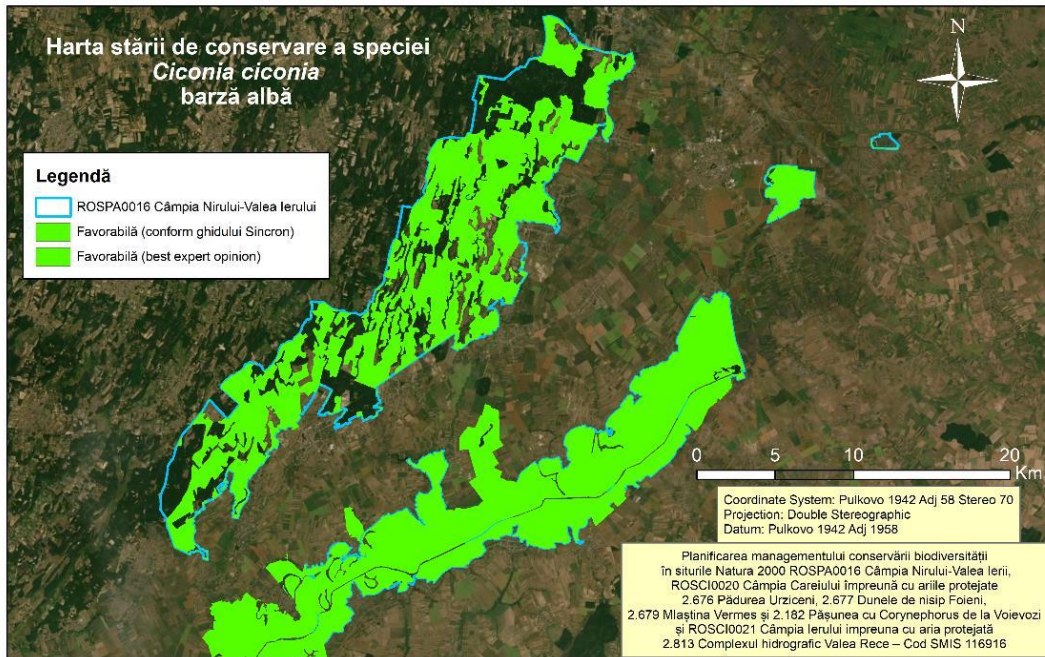 Harta stării de conservare a speciei
Ciconia ciconia
barză albă
N
Legendă
ROSPA0016 Câmpia Nirului-Valea Ierului
Favorabilă (conform ghidului Sincron)
Favorabilă (best expert opinion)
0 5 10 20
Km
Coordinate System: Pulkovo 1942 Adj 58 Stereo 70
Projection: Double Stereographic
Datum: Pulkovo 1942 Adj 1958
Planificarea managementului conservării biodiversității
în siturile Natura 2000 ROSPA0016 Câmpia Nirului-Valea Ierii,
ROSCI0020 Câmpia Careiului împreună cu ariile protejate
2.676 Pădurea Urziceni, 2.677 Dunele de nisip Foieni,
2.679 Mlaștina Vermes și 2.182 Pășunea cu Corynephorus de la Voievozi
și ROSCI0021 Câmpia Ierului impreuna cu aria protejată
2.813 Complexul hidrografic Valea Rece – Cod SMIS 116916